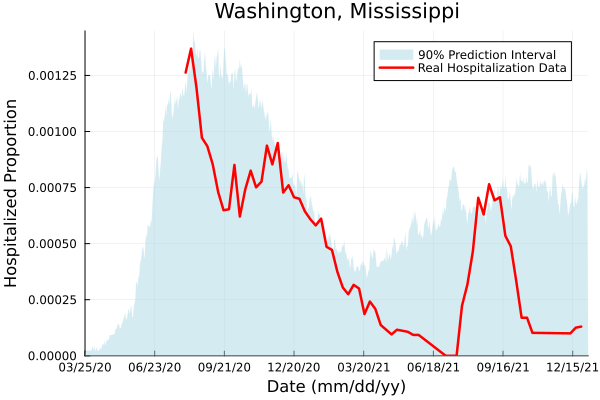 Washington, Mississippi
90% Prediction Interval
Real Hospitalization Data
Hospitalized Proportion
0.00125
0.00100
0.00075
0.00050
0.00025
0.00000
03/25/20 06/23/20 09/21/20 12/20/20 03/20/21 06/18/21 09/16/21 12/15/21
Date (mm/dd/yy)